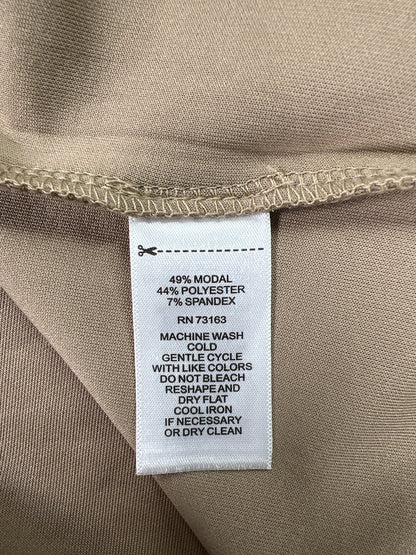 49% MODAL
44% POLYESTER
7% SPANDEX
RN 73163
MACHINE WASH
COLD
GENTLE CYCLE
WITH LIKE COLORS
DO NOT BLEACH
RESHAPE AND
DRY FLAT
COOL IRON
IF NECESSARY
OR DRY CLEAN